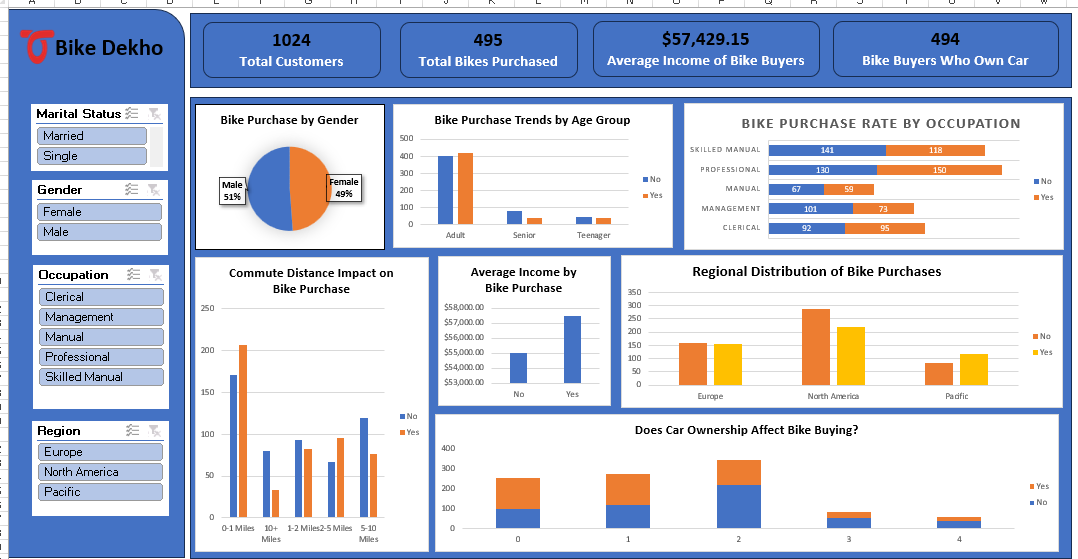 Bike Dekho
1024
Total Customers
495
Total Bikes Purchased
$57,429.15
Average Income of Bike Buyers
494
Bike Buyers Who Own Car
Marital Status
Married
Single
Gender
Female
Male
Occupation
Clerical
Management
Manual
Professional
Skilled Manual
Region
Europe
North America
Pacific
Bike Purchase by Gender
Male
51%
Female
49%
Bike Purchase Trends by Age Group
500
400
300
200
100
0
Adult
Senior
Teenager
No
Yes
BIKE PURCHASE RATE BY OCCUPATION
SKILLED MANUAL 141 118
PROFESSIONAL 130 150
MANUAL 67 59
MANAGEMENT 101 73
CLERICAL 92 95
No
Yes
Commute Distance Impact on
Bike Purchase
250
200
150
100
50
0
0-1 Miles 10+ 1-2 Miles 2-5 Miles 5-10
Miles Miles
No
Yes
Average Income by
Bike Purchase
$58,000.00
$57,000.00
$56,000.00
$55,000.00
$54,000.00
$53,000.00
No Yes
Regional Distribution of Bike Purchases
350
300
250
200
150
100
50
0
Europe North America Pacific
No
Yes
Does Car Ownership Affect Bike Buying?
400
300
200
100
0
0 1 2 3 4
Yes
No